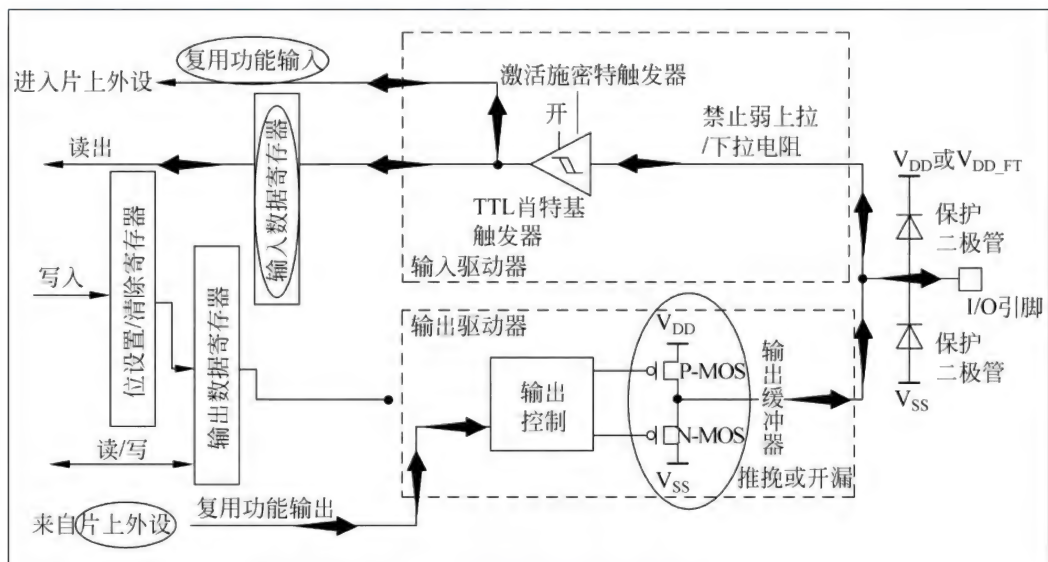 复用功能输入
进入片上外设
激活施密特触发器
开
禁止弱上拉
/下拉电阻
读出
输入数据寄存器
TTL肖特基
触发器
输入驱动器
VDD或VDD_FT
保护
二极管
I/O引脚
保护
二极管
VSS
写入
位设置/清除寄存器
输出数据寄存器
读/写
输出驱动器
VDD
P-MOS
输出
控制
N-MOS
VSS
输出缓冲器
推挽或开漏
来自片上外设
复用功能输出